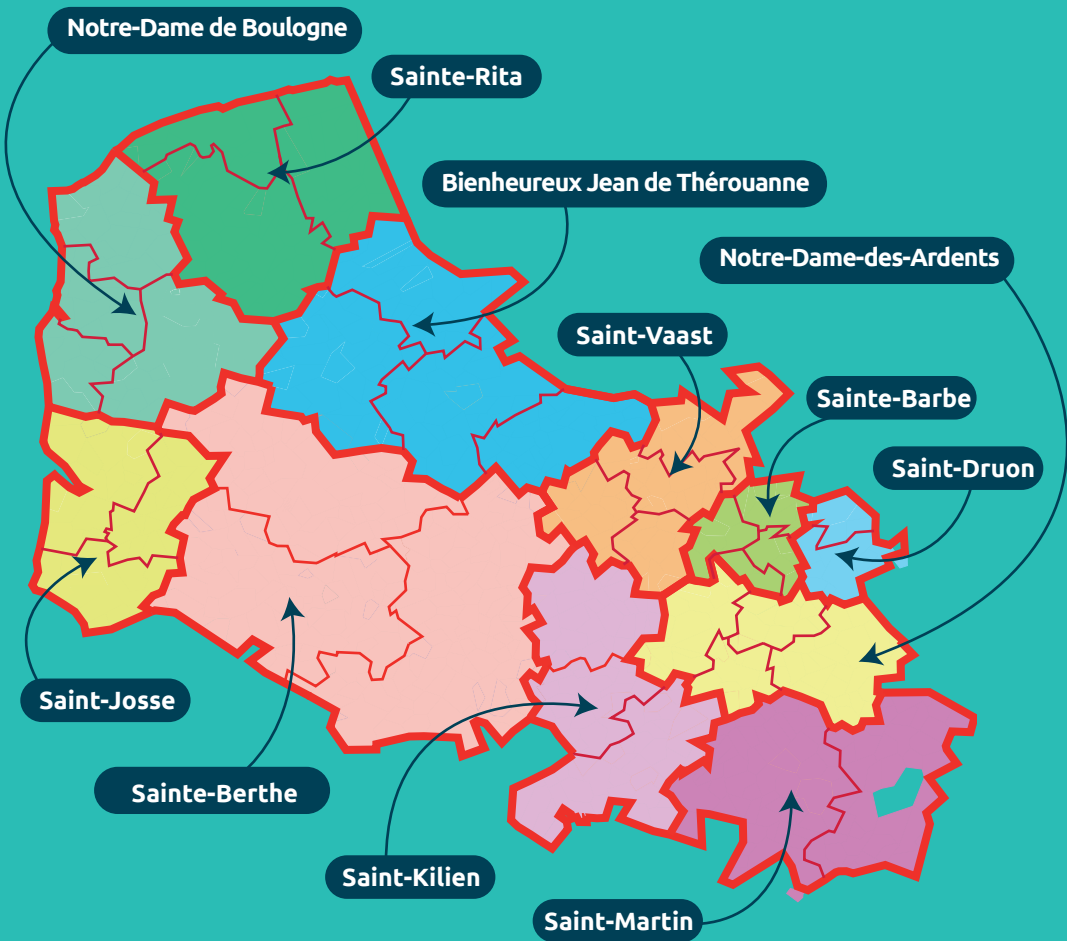 Notre-Dame de Boulogne
Sainte-Rita
Bienheureux Jean de Thérouanne
Notre-Dame-des-Ardents
Saint-Vaast
Sainte-Barbe
Saint-Druon
Saint-Josse
Sainte-Berthe
Saint-Kilien
Saint-Martin